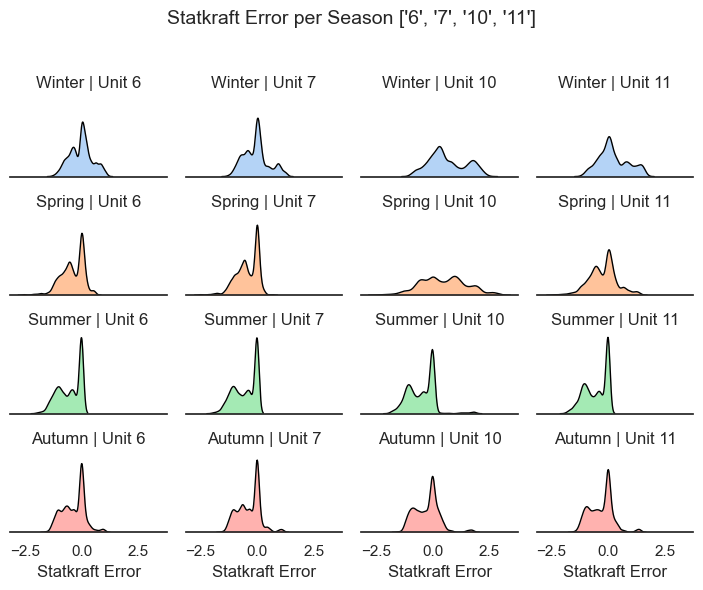 Statkraft Error per Season ['6', '7', '10', '11']
Winter | Unit 6 Winter | Unit 7 Winter | Unit 10 Winter | Unit 11
Spring | Unit 6 Spring | Unit 7 Spring | Unit 10 Spring | Unit 11
Summer | Unit 6 Summer | Unit 7 Summer | Unit 10 Summer | Unit 11
Autumn | Unit 6 Autumn | Unit 7 Autumn | Unit 10 Autumn | Unit 11
−2.5 0.0 2.5 −2.5 0.0 2.5 −2.5 0.0 2.5 −2.5 0.0 2.5
Statkraft Error Statkraft Error Statkraft Error Statkraft Error